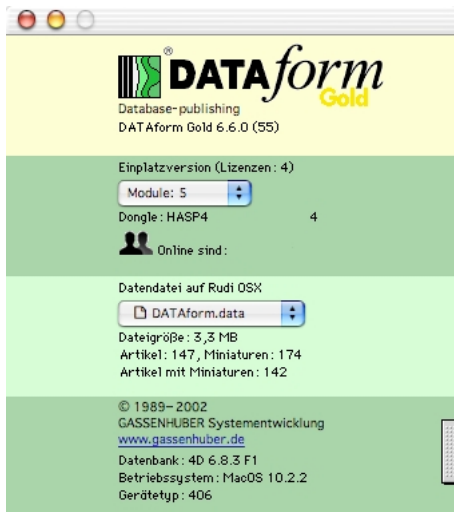 DATAform
®
Gold
Database-publishing
DATAform Gold 6.6.0 (55)
Einplatzversion (Lizenzen: 4)
Module: 5
Dongle: HASP4 4
Online sind:
Datendatei auf Rudi OSX
DATAform.data
Dateigröße: 3,3 MB
Artikel: 147, Miniaturen: 174
Artikel mit Miniaturen: 142
© 1989-2002
GASSENHUBER Systementwicklung
www.gassenhuber.de
Datenbank: 4D 6.8.3 F1
Betriebssystem: MacOS 10.2.2
Gerätetyp: 406